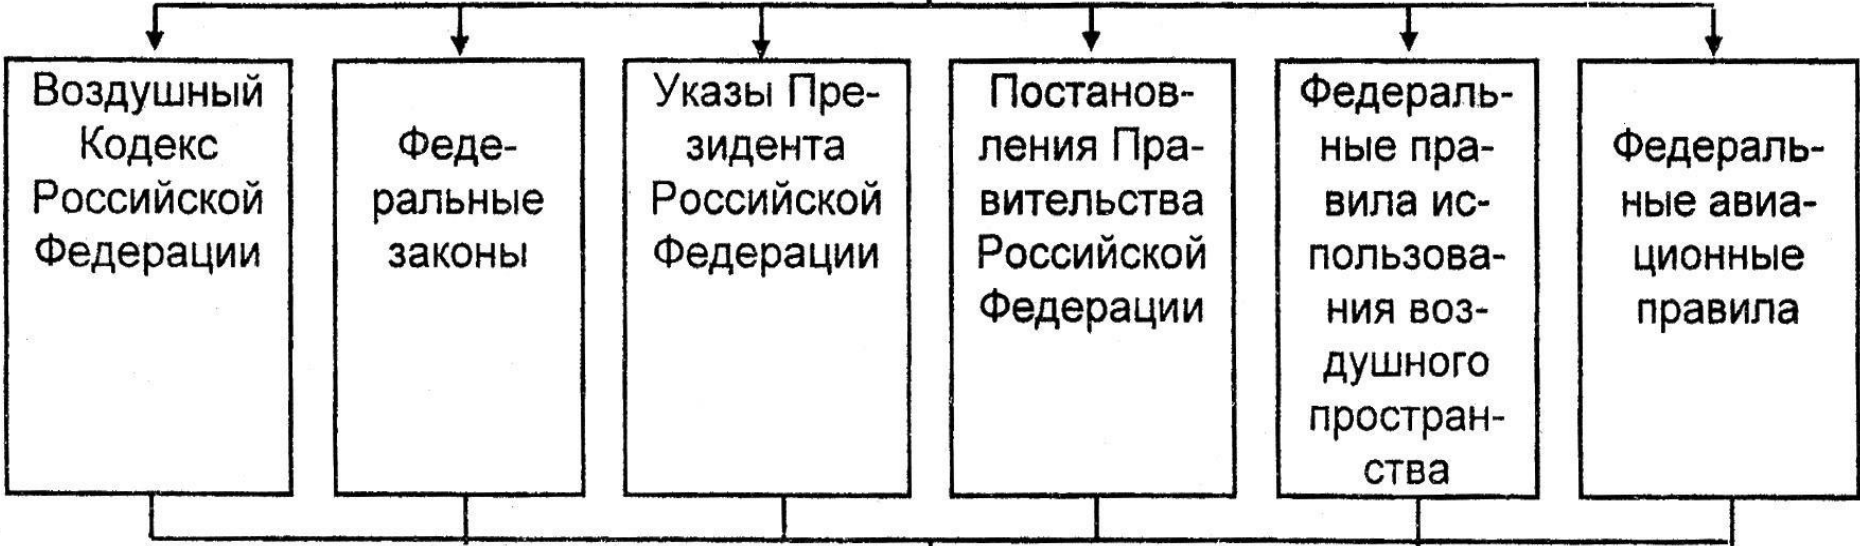 Воздушный
Кодекс
Российской
Федерации
Феде-
ральные
законы
Указы Пре-
зидента
Российской
Федерации
Постанов-
ления Пра-
вительства
Российской
Федерации
Федераль-
ные пра-
вила ис-
пользова-
ния воз-
душного
простран-
ства
Федераль-
ные авиа-
ционные
правила